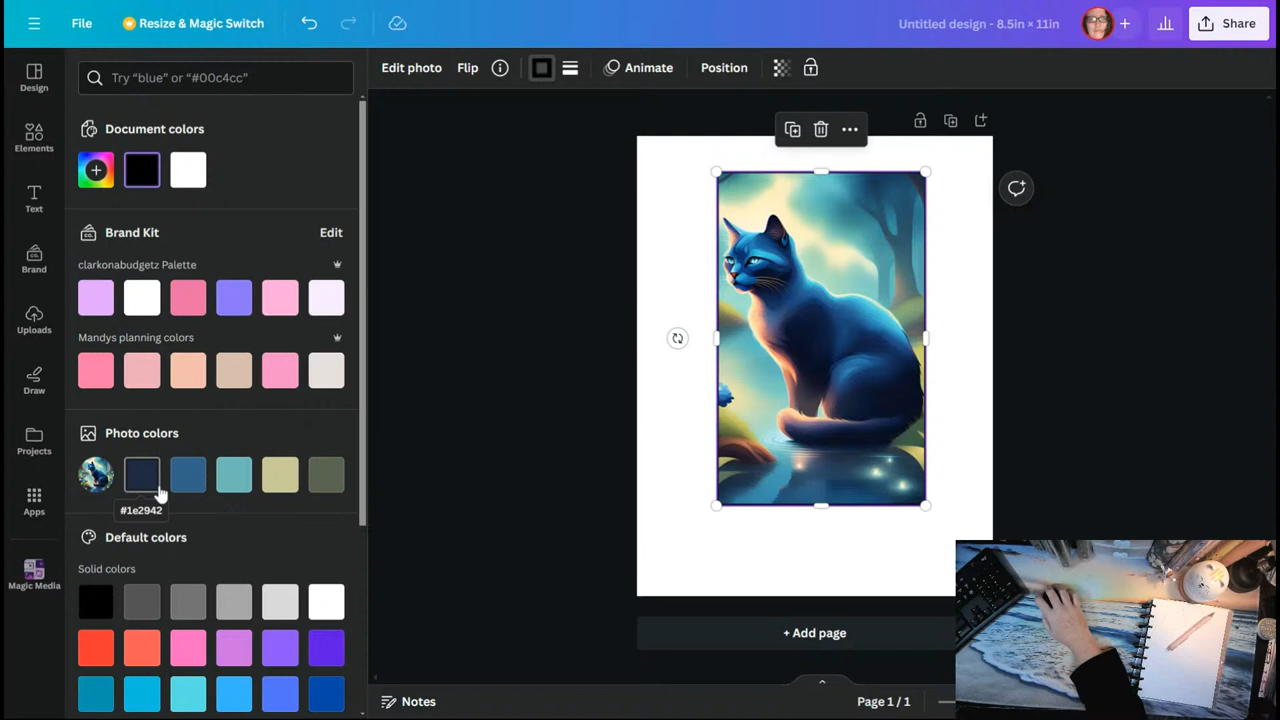 File
Resize & Magic Switch
Untitled design - 8.5in × 11in
Share
Design
Elements
Text
Brand
Uploads
Draw
Projects
Apps
Magic Media
Try “blue” or “#00c4cc”
Document colors
Brand Kit
Edit
clarkonabudgetz Palette
Mandys planning colors
Photo colors
#1e2942
Default colors
Solid colors
Edit photo
Flip
Animate
Position
+ Add page
Notes
Page 1 / 1